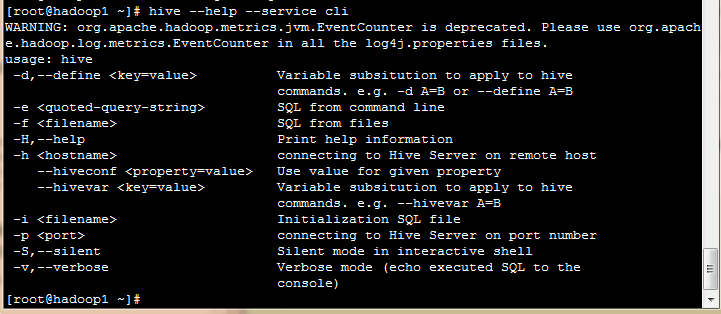 [root@hadoop1 ~]# hive --help --service cli
WARNING: org.apache.hadoop.metrics.jvm.EventCounter is deprecated. Please use org.apach
e.hadoop.log.metrics.EventCounter in all the log4j.properties files.
usage: hive
 -d,--define <key=value>          Variable subsitution to apply to hive
                                  commands. e.g. -d A=B or --define A=B
 -e <quoted-query-string>         SQL from command line
 -f <filename>                    SQL from files
 -H,--help                        Print help information
 -h <hostname>                    connecting to Hive Server on remote host
    --hiveconf <property=value>   Use value for given property
    --hivevar <key=value>         Variable subsitution to apply to hive
                                  commands. e.g. --hivevar A=B
 -i <filename>                    Initialization SQL file
 -p <port>                        connecting to Hive Server on port number
 -S,--silent                      Silent mode in interactive shell
 -v,--verbose                     Verbose mode (echo executed SQL to the
                                  console)
[root@hadoop1 ~]#